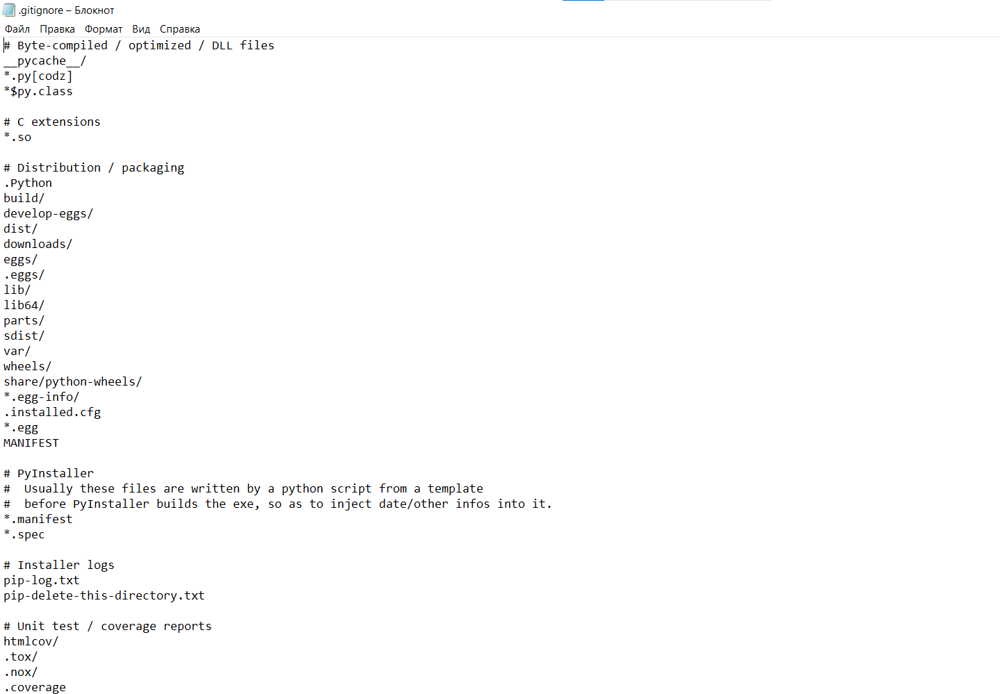 .gitignore – Блокнот
Файл Правка Формат Вид Справка
# Byte-compiled / optimized / DLL files
__pycache__/
*.py[codz]
*$py.class

# C extensions
*.so

# Distribution / packaging
.Python
build/
develop-eggs/
dist/
downloads/
eggs/
.eggs/
lib/
lib64/
parts/
sdist/
var/
wheels/
share/python-wheels/
*.egg-info/
.installed.cfg
*.egg
MANIFEST

# PyInstaller
#  Usually these files are written by a python script from a template
#  before PyInstaller builds the exe, so as to inject date/other infos into it.
*.manifest
*.spec

# Installer logs
pip-log.txt
pip-delete-this-directory.txt

# Unit test / coverage reports
htmlcov/
.tox/
.nox/
.coverage